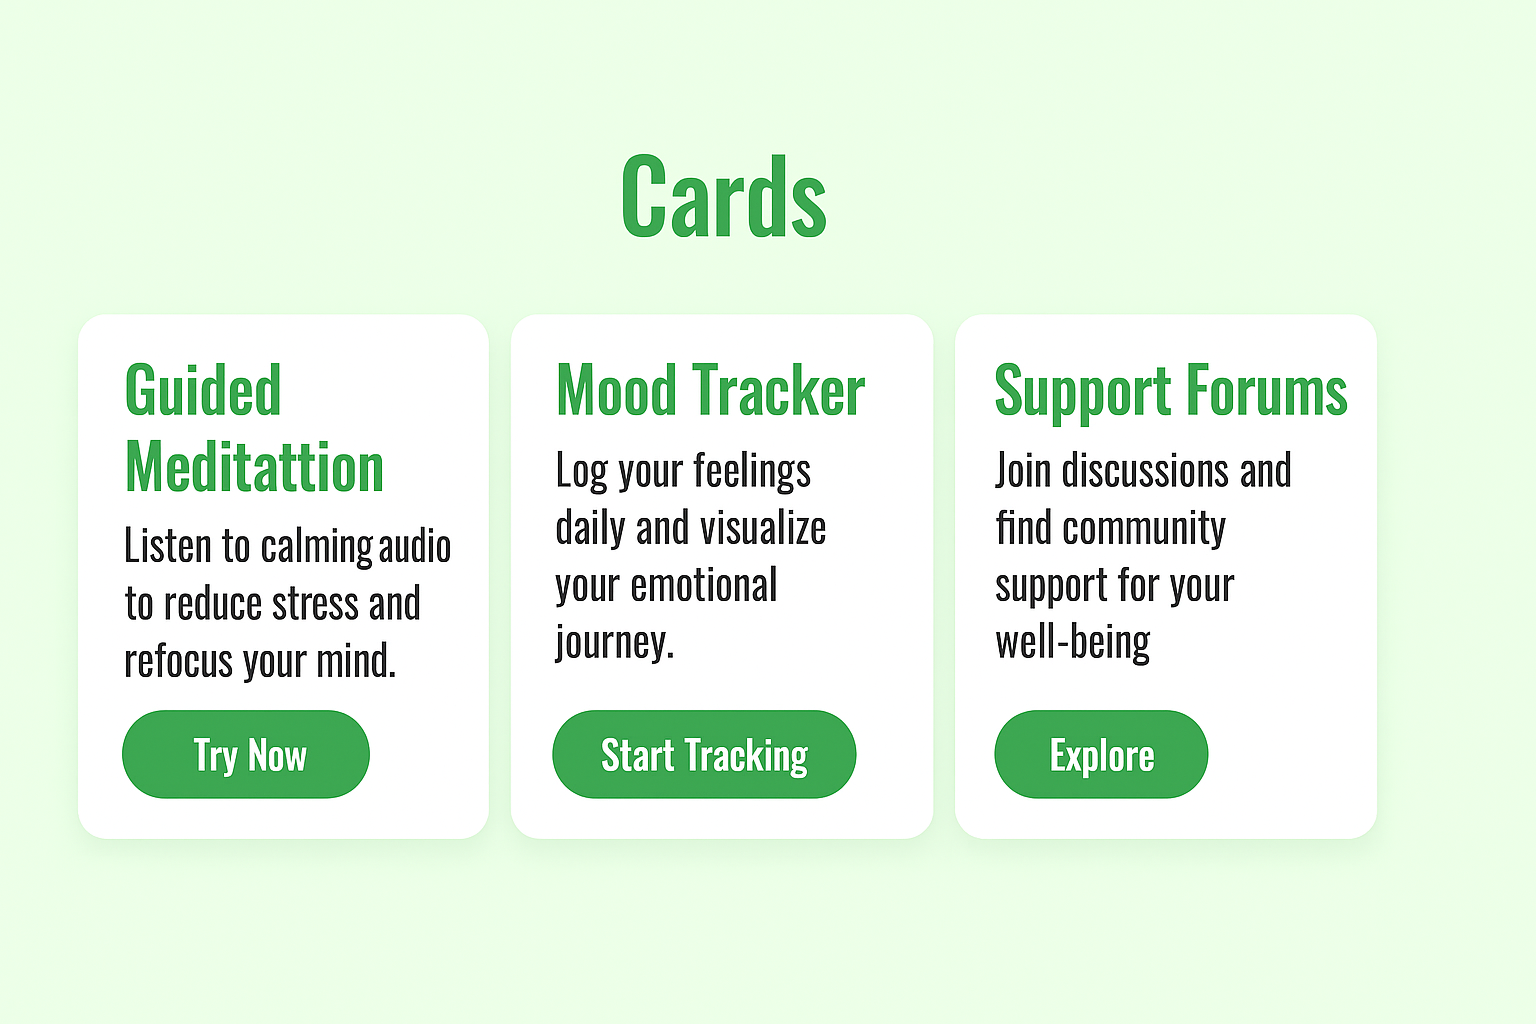 Cards
Guided
Meditattion
Listen to calming audio
to reduce stress and
refocus your mind.
Try Now
Mood Tracker
Log your feelings
daily and visualize
your emotional
journey.
Start Tracking
Support Forums
Join discussions and
find community
support for your
well-being
Explore